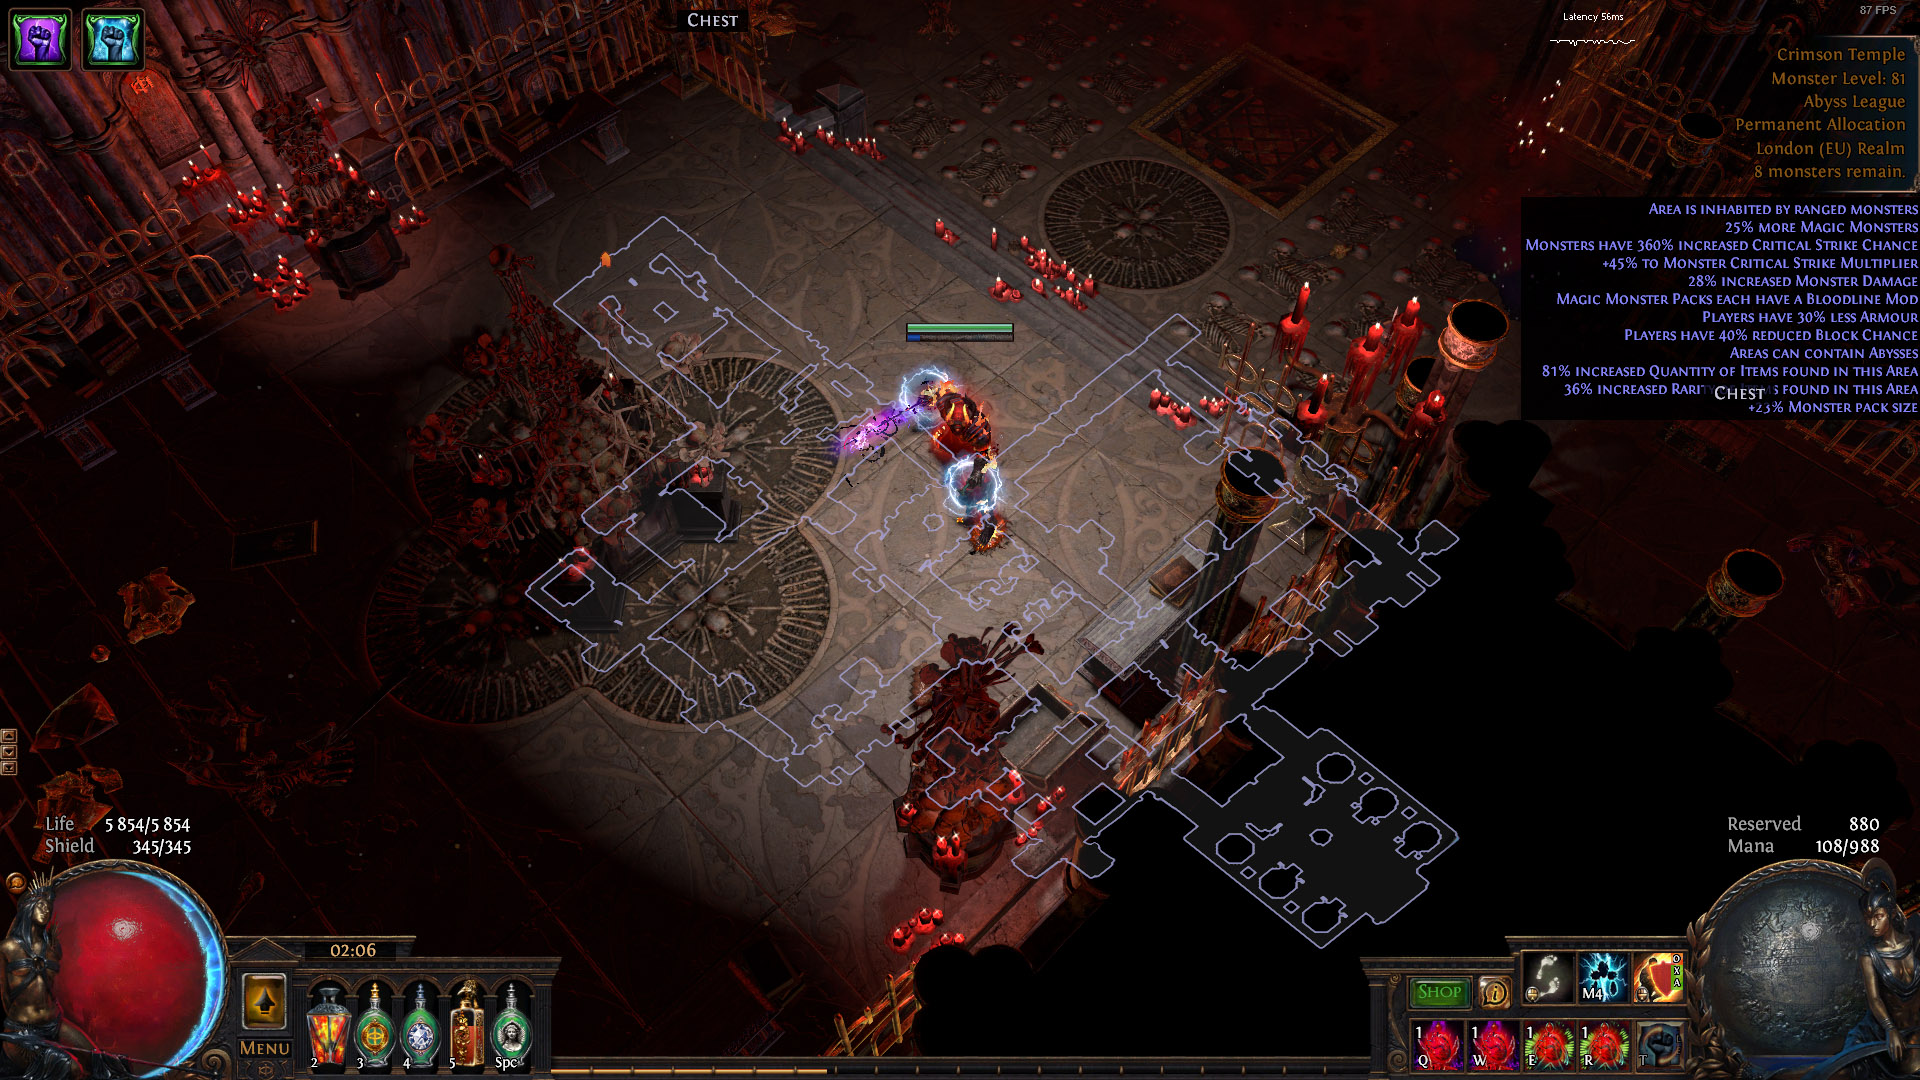 CHEST
Latency 56ms
87 FPS
Crimson Temple
Monster Level: 81
Abyss League
Permanent Allocation
London (EU) Realm
8 monsters remain.
AREA IS INHABITED BY RANGED MONSTERS
25% MORE MAGIC MONSTERS
MONSTERS HAVE 360% INCREASED CRITICAL STRIKE CHANCE
+45% TO MONSTER CRITICAL STRIKE MULTIPLIER
28% INCREASED MONSTER DAMAGE
MAGIC MONSTER PACKS EACH HAVE A BLOODLINE MOD
PLAYERS HAVE 30% LESS ARMOUR
PLAYERS HAVE 40% REDUCED BLOCK CHANCE
AREAS CAN CONTAIN ABYSSES
81% INCREASED QUANTITY OF ITEMS FOUND IN THIS AREA
36% INCREASED FOUND IN THIS AREA
CHEST
MONSTER PACK SIZE
Life 5 854/5 854
Shield 345/345
Reserved 880
Mana 108/988
02:06
MENU
2 3 4 5 Spc
SHOP
M4
O
X
A
1 1 1 1
Q W E R T